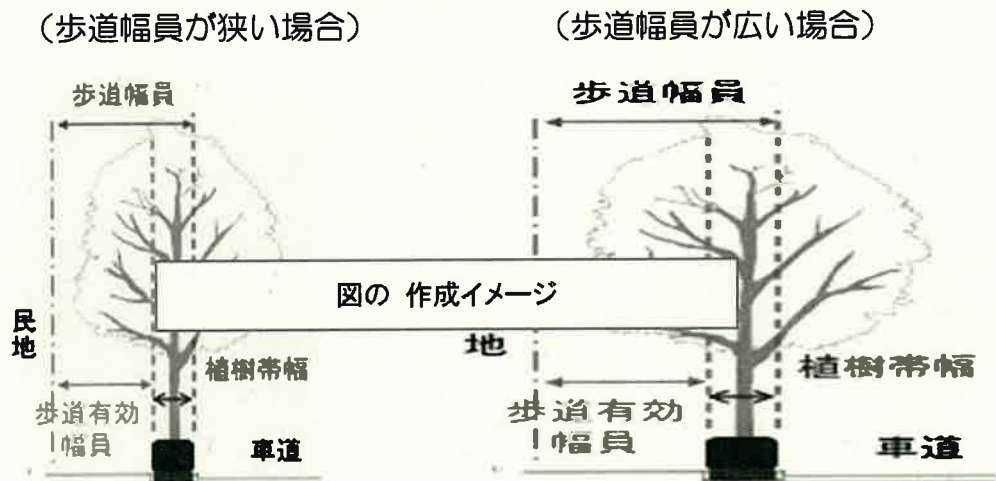 （歩道幅員が狭い場合）
（歩道幅員が広い場合）
歩道幅員
歩道幅員
図の 作成イメージ
民地
地
植樹帯幅
植樹帯幅
歩道有効
幅員
歩道有効
幅員
車道
車道